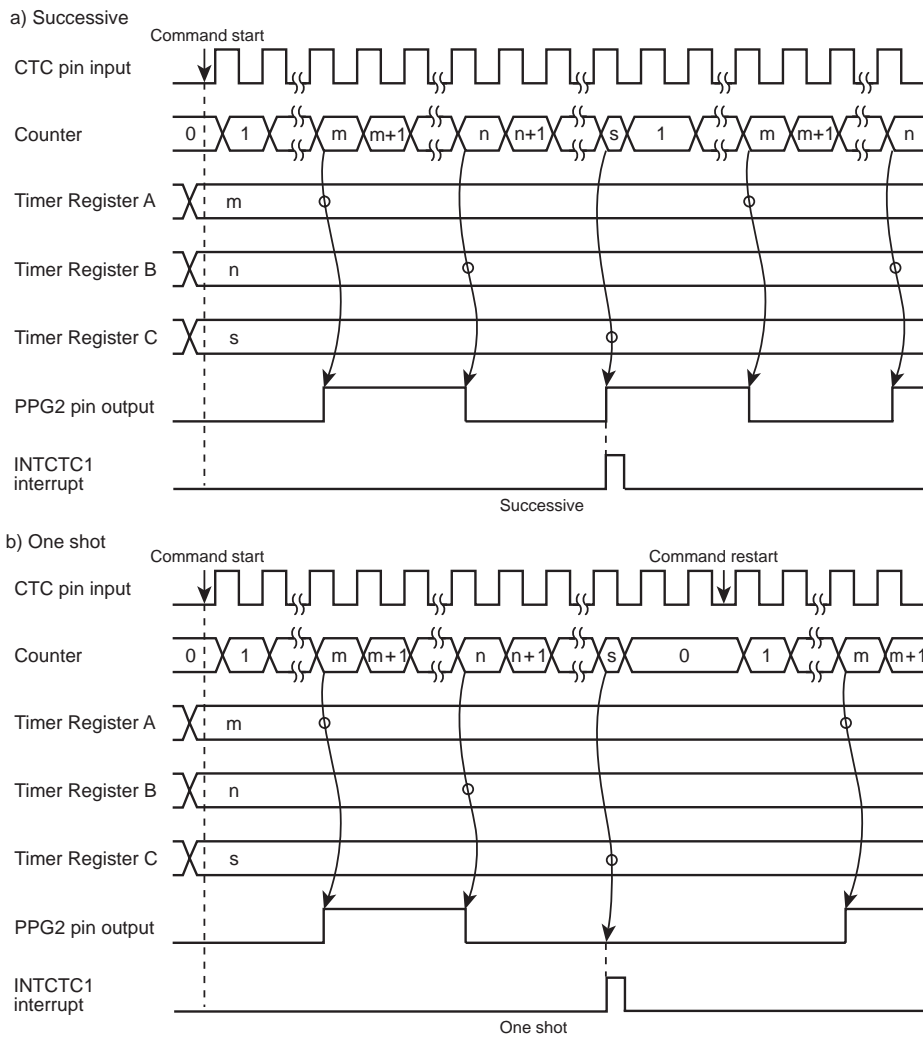 a) Successive
Command start
CTC pin input
Counter 0 1 m m+1 n n+1 s 1 m m+1 n
Timer Register A m
Timer Register B n
Timer Register C s
PPG2 pin output
INTCTC1
interrupt
Successive
b) One shot
Command start Command restart
CTC pin input
Counter 0 1 m m+1 n n+1 s 0 1 m m+1
Timer Register A m
Timer Register B n
Timer Register C s
PPG2 pin output
INTCTC1
interrupt
One shot